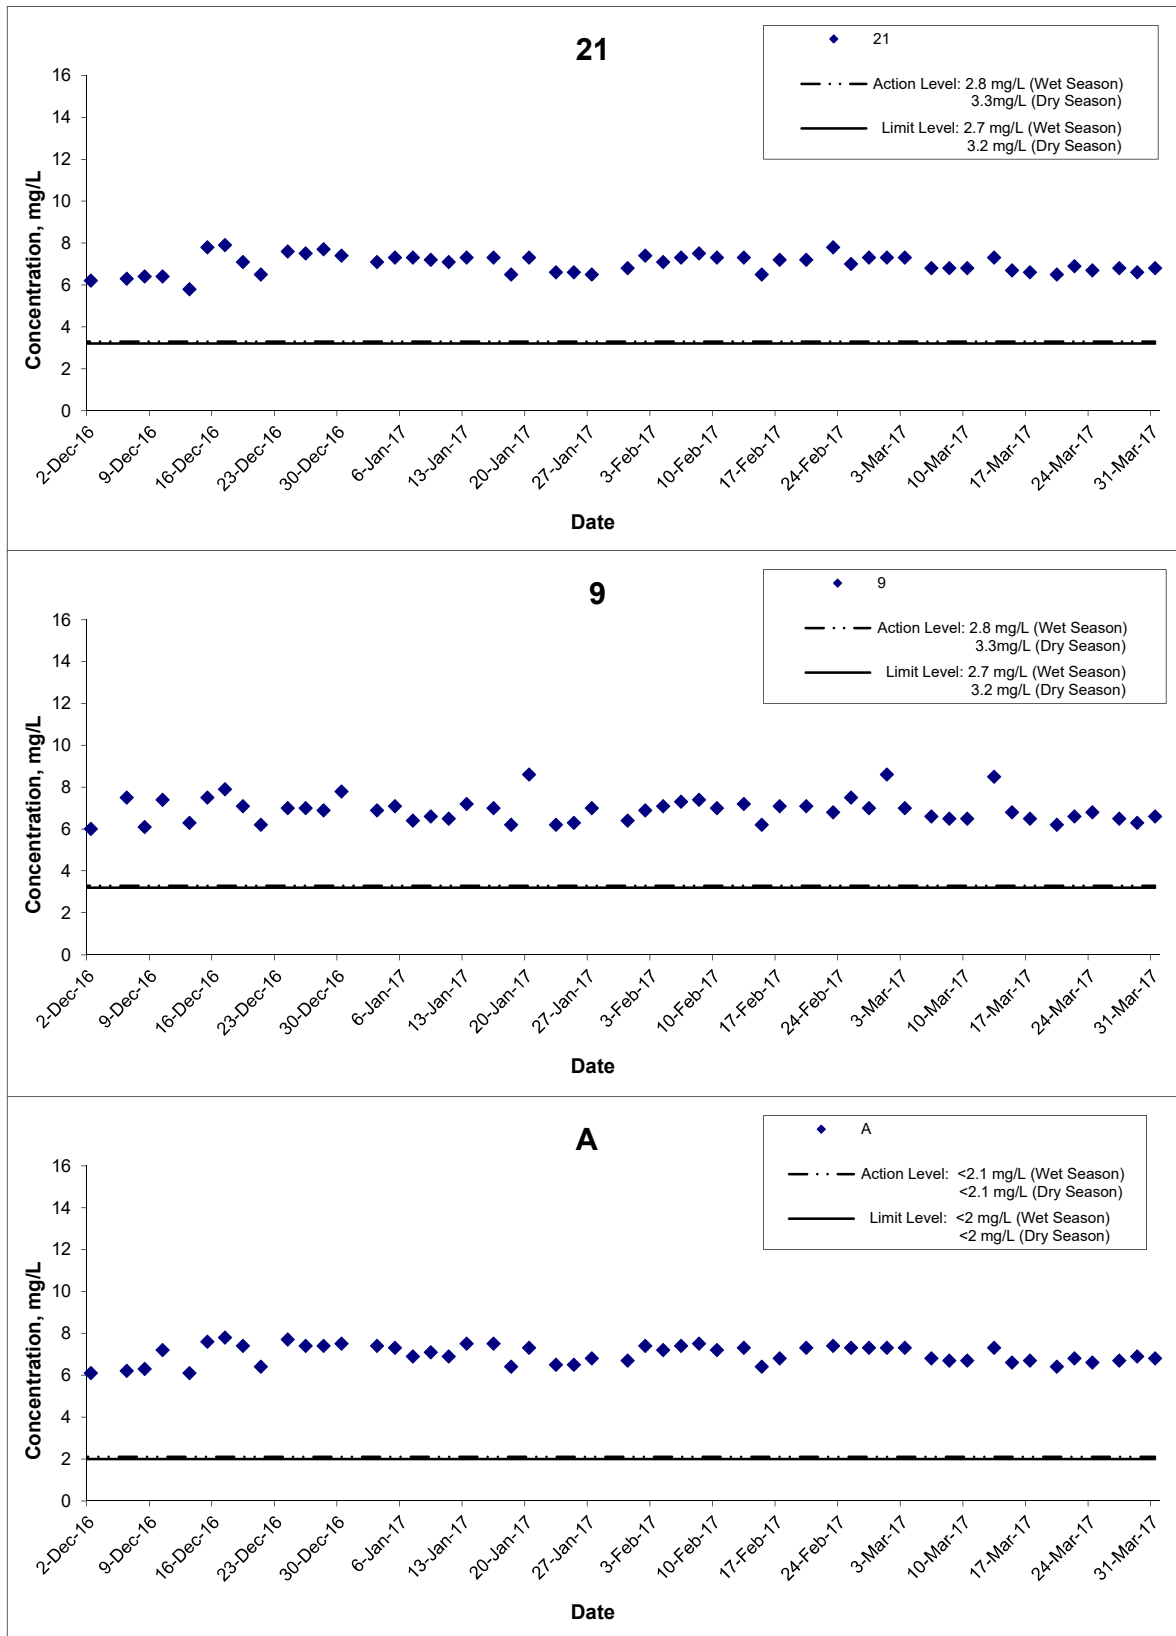 21
21
Action Level: 2.8 mg/L (Wet Season)
3.3mg/L (Dry Season)
Limit Level: 2.7 mg/L (Wet Season)
3.2 mg/L (Dry Season)
Concentration, mg/L
16
14
12
10
8
6
4
2
0
2-Dec-16
9-Dec-16
16-Dec-16
23-Dec-16
30-Dec-16
6-Jan-17
13-Jan-17
20-Jan-17
27-Jan-17
3-Feb-17
10-Feb-17
17-Feb-17
24-Feb-17
3-Mar-17
10-Mar-17
17-Mar-17
24-Mar-17
31-Mar-17
Date
9
9
Action Level: 2.8 mg/L (Wet Season)
3.3mg/L (Dry Season)
Limit Level: 2.7 mg/L (Wet Season)
3.2 mg/L (Dry Season)
Concentration, mg/L
16
14
12
10
8
6
4
2
0
2-Dec-16
9-Dec-16
16-Dec-16
23-Dec-16
30-Dec-16
6-Jan-17
13-Jan-17
20-Jan-17
27-Jan-17
3-Feb-17
10-Feb-17
17-Feb-17
24-Feb-17
3-Mar-17
10-Mar-17
17-Mar-17
24-Mar-17
31-Mar-17
Date
A
A
Action Level: <2.1 mg/L (Wet Season)
<2.1 mg/L (Dry Season)
Limit Level: <2 mg/L (Wet Season)
<2 mg/L (Dry Season)
Concentration, mg/L
16
14
12
10
8
6
4
2
0
2-Dec-16
9-Dec-16
16-Dec-16
23-Dec-16
30-Dec-16
6-Jan-17
13-Jan-17
20-Jan-17
27-Jan-17
3-Feb-17
10-Feb-17
17-Feb-17
24-Feb-17
3-Mar-17
10-Mar-17
17-Mar-17
24-Mar-17
31-Mar-17
Date